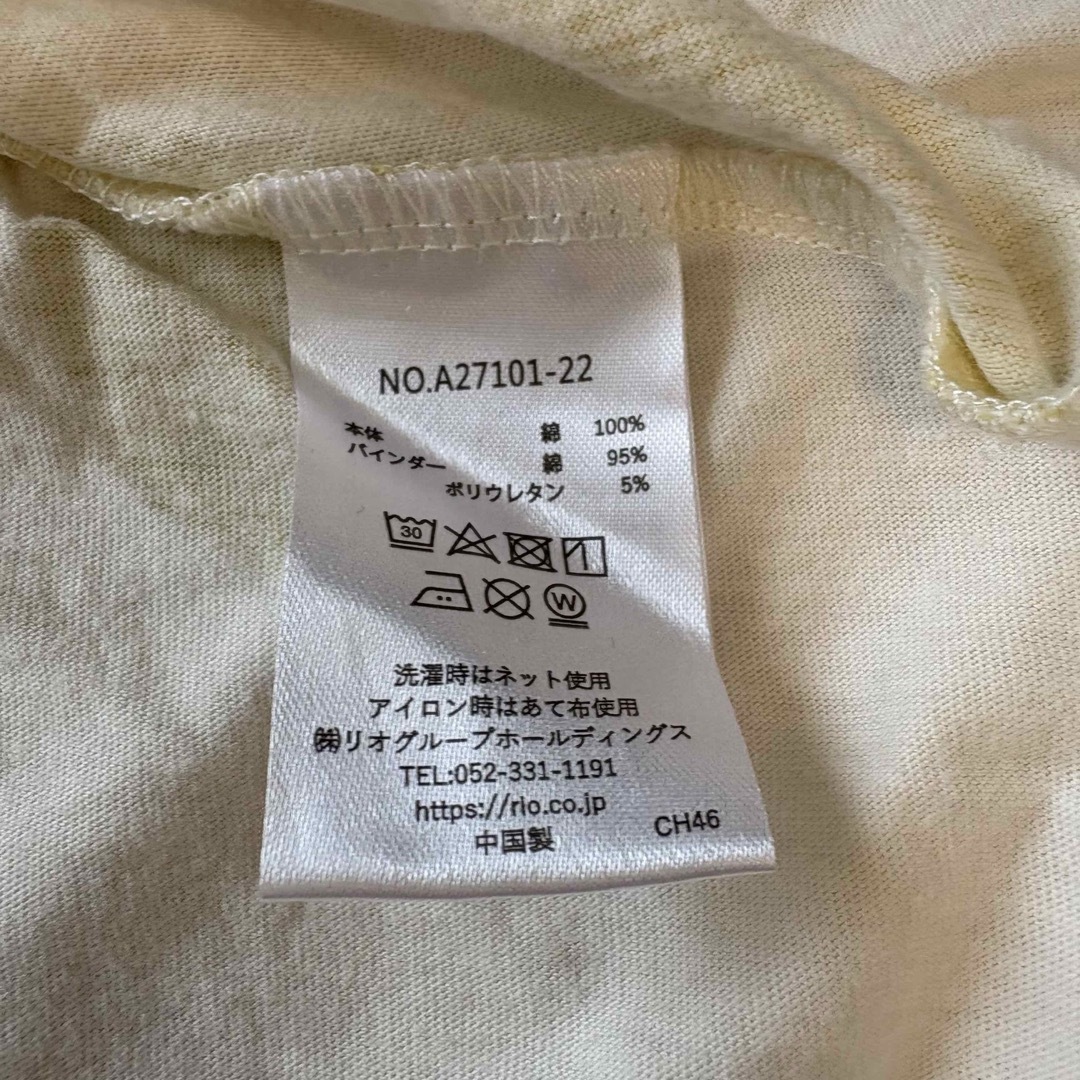 NO.A27101-22
本体 綿 100%
バインダー 綿 95%
ポリウレタン 5%
30
W
洗濯時はネット使用
アイロン時はあて布使用
㈱リオグループホールディングス
TEL:052-331-1191
https://rio.co.jp
中国製 CH46